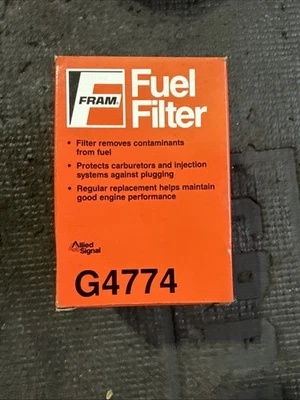 FRAM
Fuel
Filter
• Filter removes contaminants
from fuel
• Protects carburetors and injection
systems against plugging
• Regular replacement helps maintain
good engine performance
Allied
Signal
G4774